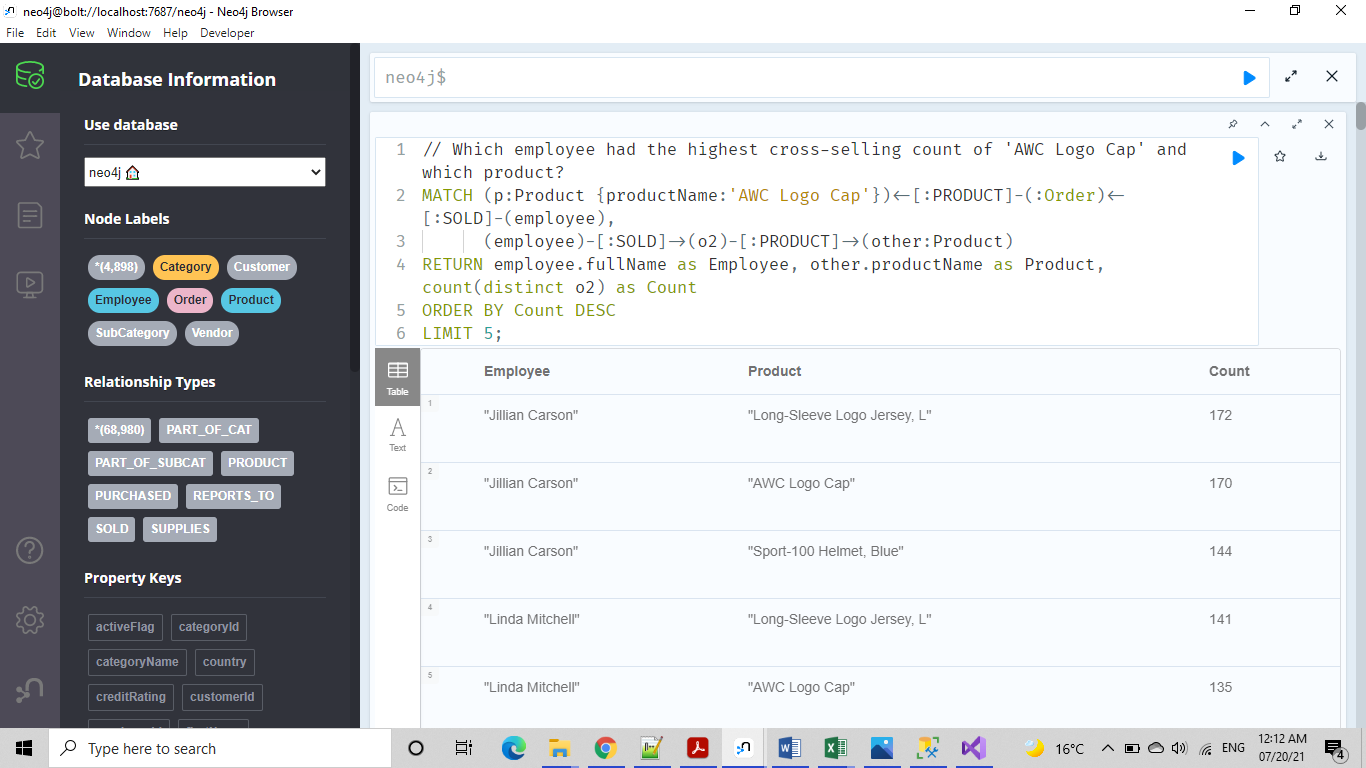 neo4j@bolt://localhost:7687/neo4j - Neo4j Browser
File Edit View Window Help Developer
Database Information
Use database
neo4j
Node Labels
*(4,898) Category Customer
Employee Order Product
SubCategory Vendor
Relationship Types
*(68,980) PART_OF_CAT
PART_OF_SUBCAT PRODUCT
PURCHASED REPORTS_TO
SOLD SUPPLIES
Property Keys
activeFlag categoryId
categoryName country
creditRating customerId
neo4j$
1 // Which employee had the highest cross-selling count of 'AWC Logo Cap' and
which product?
2 MATCH (p:Product {productName:'AWC Logo Cap'})<-[:PRODUCT]-(:Order)<-
[:SOLD]-(employee),
3 (employee)-[:SOLD]->(o2)-[:PRODUCT]->(other:Product)
4 RETURN employee.fullName as Employee, other.productName as Product,
count(distinct o2) as Count
5 ORDER BY Count DESC
6 LIMIT 5;
Table
Text
Code
Employee Product Count
1 "Jillian Carson" "Long-Sleeve Logo Jersey, L" 172
2 "Jillian Carson" "AWC Logo Cap" 170
3 "Jillian Carson" "Sport-100 Helmet, Blue" 144
4 "Linda Mitchell" "Long-Sleeve Logo Jersey, L" 141
5 "Linda Mitchell" "AWC Logo Cap" 135
Type here to search
16°C
ENG
12:12 AM
07/20/21
4